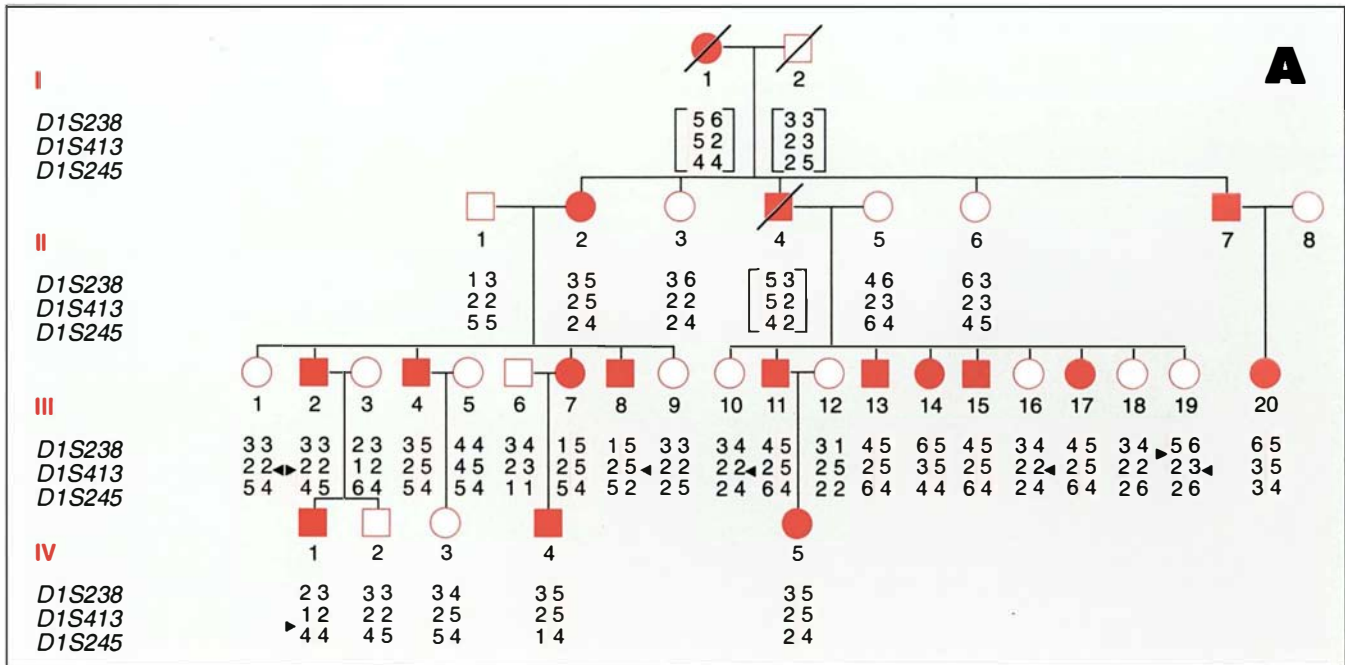 A
1 2
I
D1S238 5 6 3 3
D1S413 5 2 2 3
D1S245 4 4 2 5
1 2 3 4 5 6 7 8
II
D1S238 1 3 3 5 3 6 5 3 4 6 6 3
D1S413 2 2 2 5 2 2 5 2 2 3 2 3
D1S245 5 5 2 4 2 4 4 2 6 4 4 5
III
1 2 3 4 5 6 7 8 9 10 11 12 13 14 15 16 17 18 19 20
D1S238 3 3 3 3 2 3 3 5 4 4 3 4 1 5 1 5 3 3 3 4 4 5 3 1 4 5 6 5 4 5 3 4 4 5 3 4 5 6 6 5
D1S413 2 2 2 2 1 2 2 5 4 5 2 3 2 5 2 5 2 2 2 2 2 5 2 5 2 5 3 5 2 5 2 2 2 5 2 2 2 3 3 5
D1S245 5 4 4 5 6 4 5 4 5 4 1 1 5 4 5 2 2 5 2 4 6 4 2 2 6 4 4 4 6 4 2 4 6 4 2 6 2 6 3 4
IV
1 2 3 4 5
D1S238 2 3 3 3 3 4 3 5 3 5
D1S413 1 2 2 2 2 5 2 5 2 5
D1S245 4 4 4 5 5 4 1 4 2 4